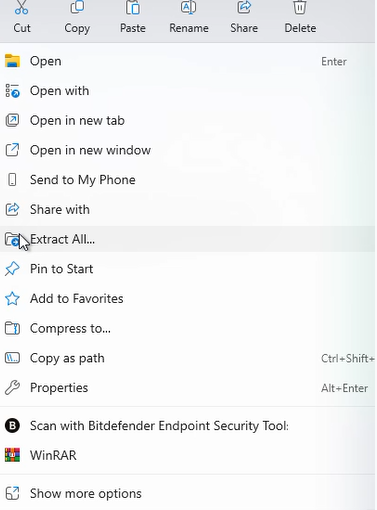 Cut Copy Paste Rename Share Delete
Open Enter
Open with
Open in new tab
Open in new window
Send to My Phone
Share with
Extract All...
Pin to Start
Add to Favorites
Compress to...
Copy as path Ctrl+Shift+
Properties Alt+Enter
B Scan with Bitdefender Endpoint Security Tool:
WinRAR
Show more options